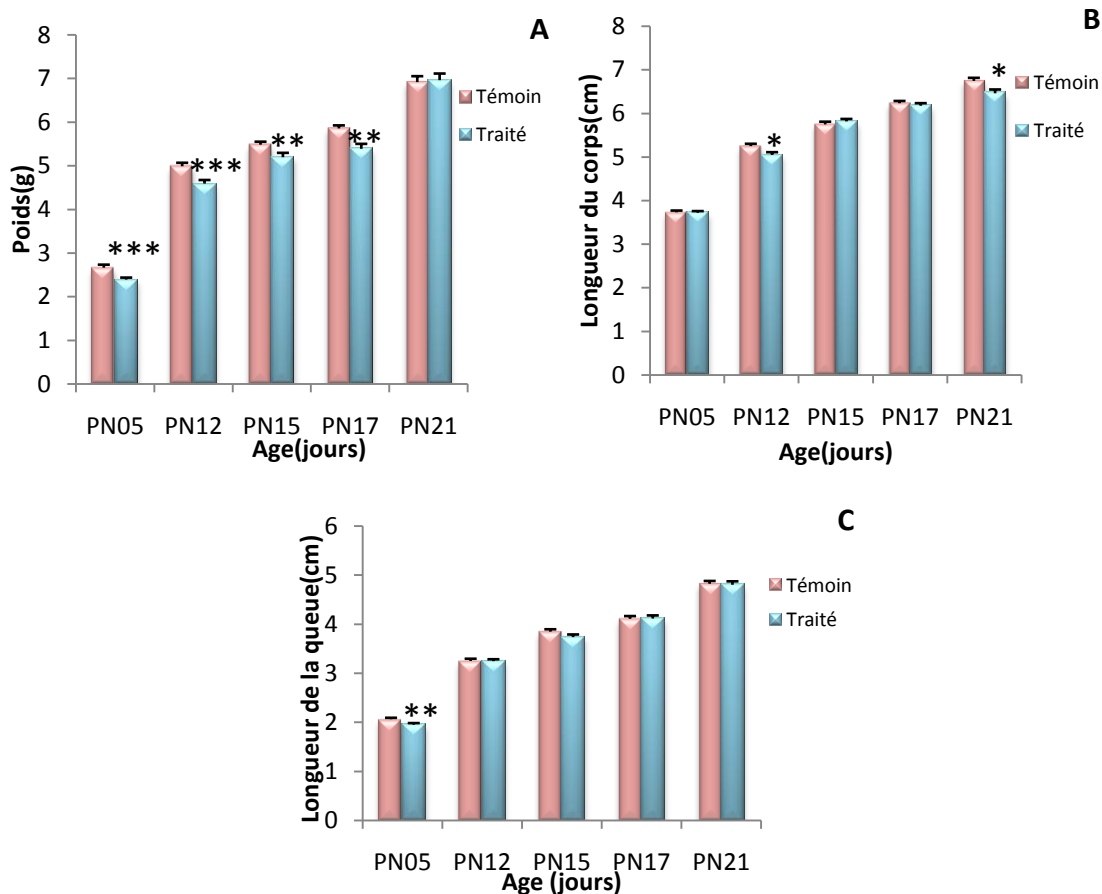 A
Poids(g)
8
7
6
5
4
3
2
1
0
***
***
**
**
PN05 PN12 PN15 PN17 PN21
Age(jours)
Témoin
Traité
B
Longueur du corps(cm)
8
7
6
5
4
3
2
1
0
*
*
PN05 PN12 PN15 PN17 PN21
Age(jours)
Témoin
Traité
C
Longueur de la queue(cm)
6
5
4
3
2
1
0
**
PN05 PN12 PN15 PN17 PN21
Age (jours)
Témoin
Traité